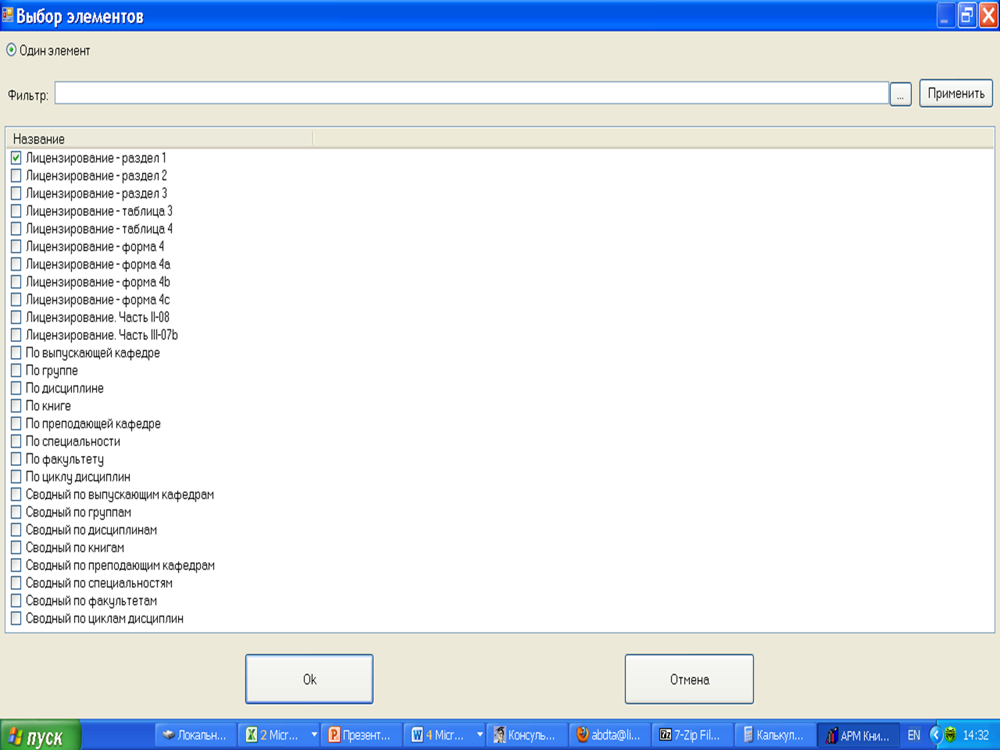 Выбор элементов
Один элемент
Фильтр:
...
Применить
Название
Лицензирование - раздел 1
Лицензирование - раздел 2
Лицензирование - раздел 3
Лицензирование - таблица 3
Лицензирование - таблица 4
Лицензирование - форма 4
Лицензирование - форма 4a
Лицензирование - форма 4b
Лицензирование - форма 4c
Лицензирование. Часть II-08
Лицензирование. Часть III-07b
По выпускающей кафедре
По группе
По дисциплине
По книге
По преподающей кафедре
По специальности
По факультету
По циклу дисциплин
Сводный по выпускающим кафедрам
Сводный по группам
Сводный по дисциплинам
Сводный по книгам
Сводный по преподающим кафедрам
Сводный по специальностям
Сводный по факультетам
Сводный по циклам дисциплин
Ok
Отмена
пуск
Локальн...
2 Micr...
Презент...
4 Micr...
Консуль...
abdta@li...
7-Zip Fil...
Калькул...
АРМ Кни...
EN
14:32